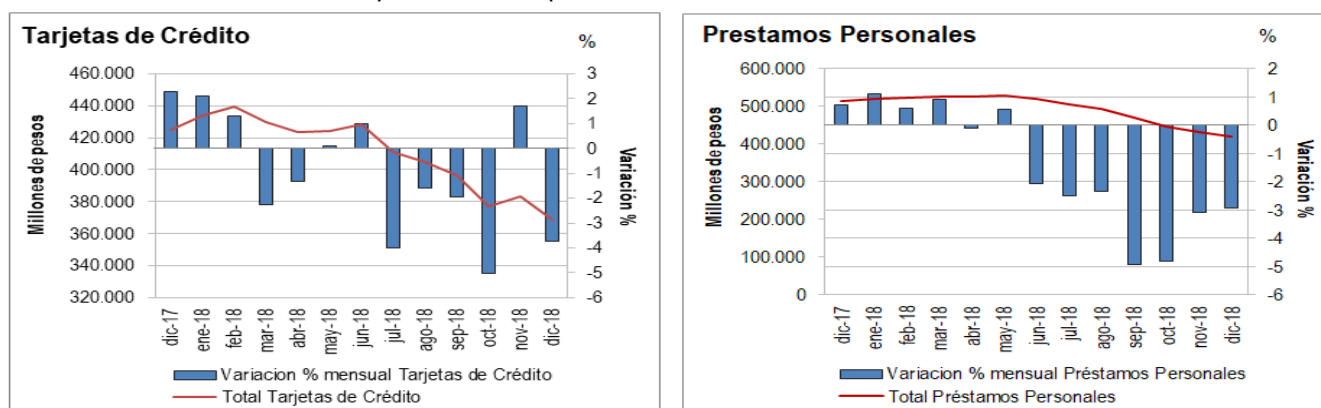 Tarjetas de Crédito
%
460.000
440.000
420.000
400.000
380.000
360.000
340.000
320.000
Millones de pesos
3
2
1
0
-1
-2
-3
-4
-5
-6
Variación %
dic-17
ene-18
feb-18
mar-18
abr-18
may-18
jun-18
jul-18
ago-18
sep-18
oct-18
nov-18
dic-18
Variacion % mensual Tarjetas de Crédito
Total Tarjetas de Crédito
Prestamos Personales
%
600.000
500.000
400.000
300.000
200.000
100.000
0
Millones de pesos
2
1
0
-1
-2
-3
-4
-5
-6
Variación %
dic-17
ene-18
feb-18
mar-18
abr-18
may-18
jun-18
jul-18
ago-18
sep-18
oct-18
nov-18
dic-18
Variacion % mensual Préstamos Personales
Total Préstamos Personales